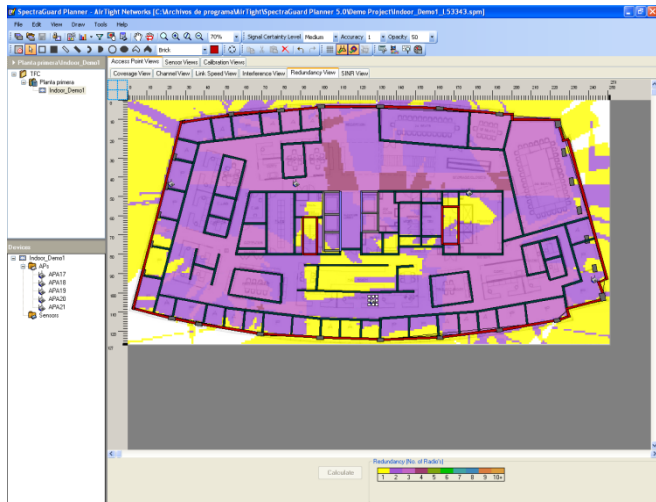 SpectraGuard Planner - AirTight Networks [C:\Archivos de programa\AirTight\SpectraGuard Planner 5.0\Demo Project\Indoor_Demo1_L53343.spm]
File Edit View Draw Tools Help
70% Signal Certainty Level Medium Accuracy 1 Opacity 50
Brick
Planta primera\Indoor_Demo1
Access Point Views Sensor Views Calibration Views
Coverage View Channel View Link Speed View Interference View Redundancy View SINR View
TFC
Planta primera
Indoor_Demo1
Devices
Indoor_Demo1
APs
APA17
APA18
APA19
APA20
APA21
Sensors
Calculate
Redundancy (No. of Radio's)
1 2 3 4 5 6 7 8 9 10+